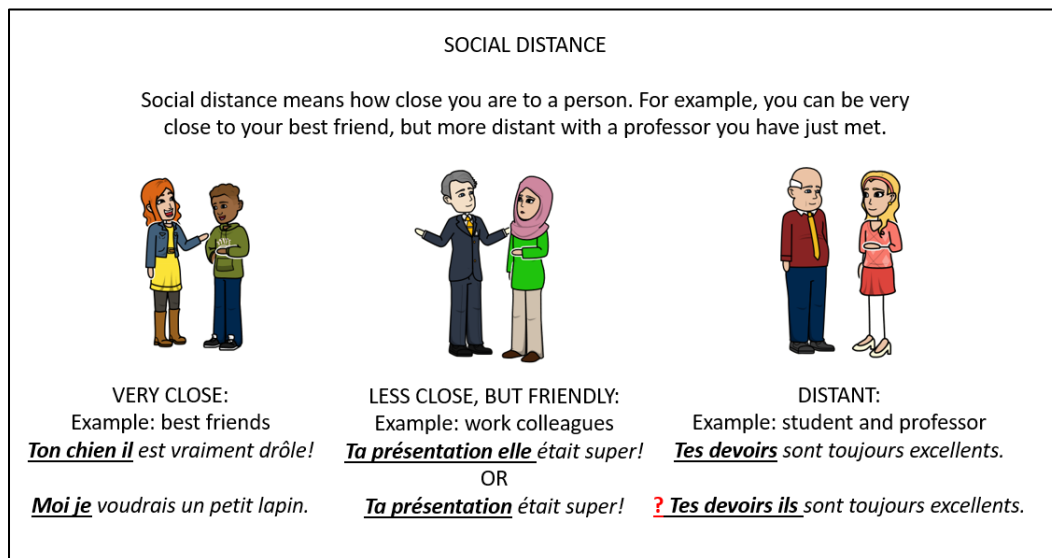 SOCIAL DISTANCE
Social distance means how close you are to a person. For example, you can be very
close to your best friend, but more distant with a professor you have just met.
VERY CLOSE:
Example: best friends
Ton chien il est vraiment drôle!
Moi je voudrais un petit lapin.
LESS CLOSE, BUT FRIENDLY:
Example: work colleagues
Ta présentation elle était super!
OR
Ta présentation était super!
DISTANT:
Example: student and professor
Tes devoirs sont toujours excellents.
? Tes devoirs ils sont toujours excellents.